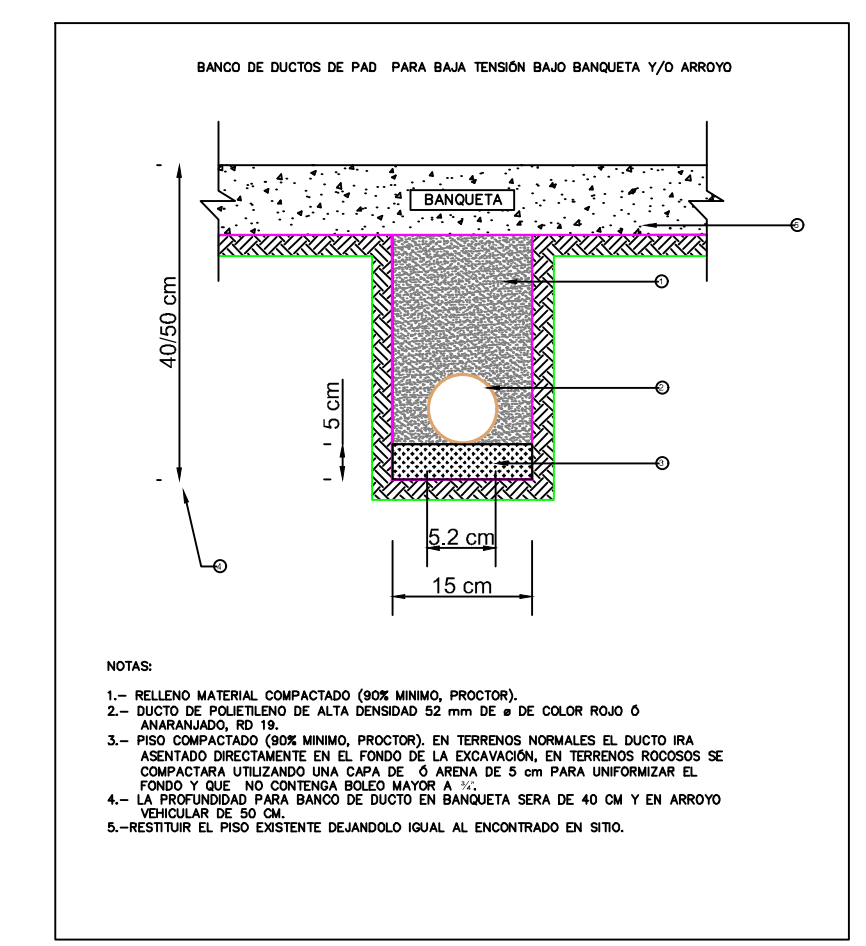 BANCO DE DUCTOS DE PAD PARA BAJA TENSIÓN BAJO BANQUETA Y/O ARROYO
BANQUETA
5
1
40/50 cm
2
5 cm
3
5.2 cm
4
15 cm
NOTAS:
1.- RELLENO MATERIAL COMPACTADO (90% MINIMO, PROCTOR).
2.- DUCTO DE POLIETILENO DE ALTA DENSIDAD 52 mm DE ø DE COLOR ROJO Ó
ANARANJADO, RD 19.
3.- PISO COMPACTADO (90% MINIMO, PROCTOR). EN TERRENOS NORMALES EL DUCTO IRA
ASENTADO DIRECTAMENTE EN EL FONDO DE LA EXCAVACIÓN, EN TERRENOS ROCOSOS SE
COMPACTARA UTILIZANDO UNA CAPA DE Ó ARENA DE 5 cm PARA UNIFORMIZAR EL
FONDO Y QUE NO CONTENGA BOLEO MAYOR A ¾".
4.- LA PROFUNDIDAD PARA BANCO DE DUCTO EN BANQUETA SERA DE 40 CM Y EN ARROYO
VEHICULAR DE 50 CM.
5.-RESTITUIR EL PISO EXISTENTE DEJANDOLO IGUAL AL ENCONTRADO EN SITIO.